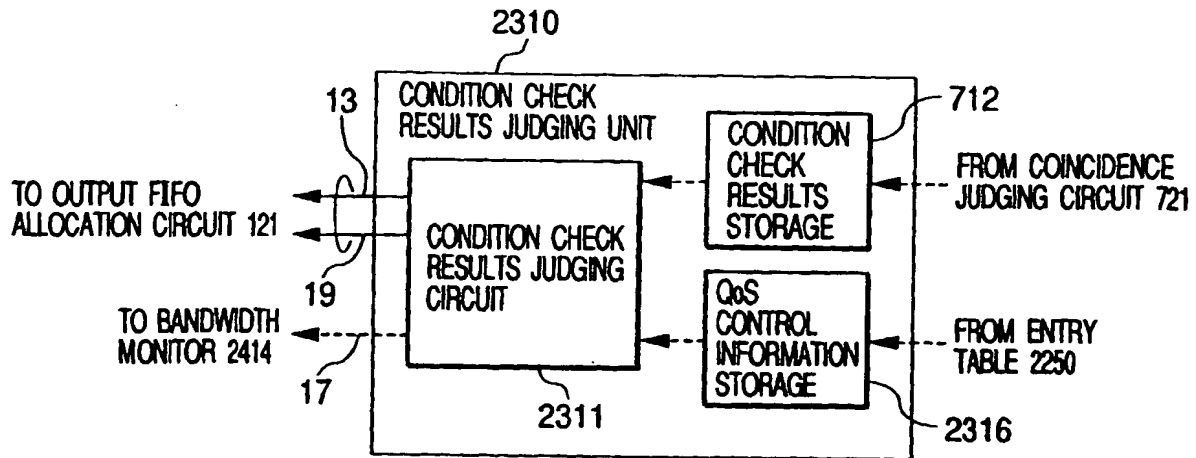 2310
CONDITION CHECK
RESULTS JUDGING UNIT
712
13
CONDITION
CHECK
RESULTS
STORAGE
FROM COINCIDENCE
JUDGING CIRCUIT 721
TO OUTPUT FIFO
ALLOCATION CIRCUIT 121
CONDITION CHECK
RESULTS JUDGING
CIRCUIT
19
QoS
CONTROL
INFORMATION
STORAGE
TO BANDWIDTH
MONITOR 2414
FROM ENTRY
TABLE 2250
17
2311
2316